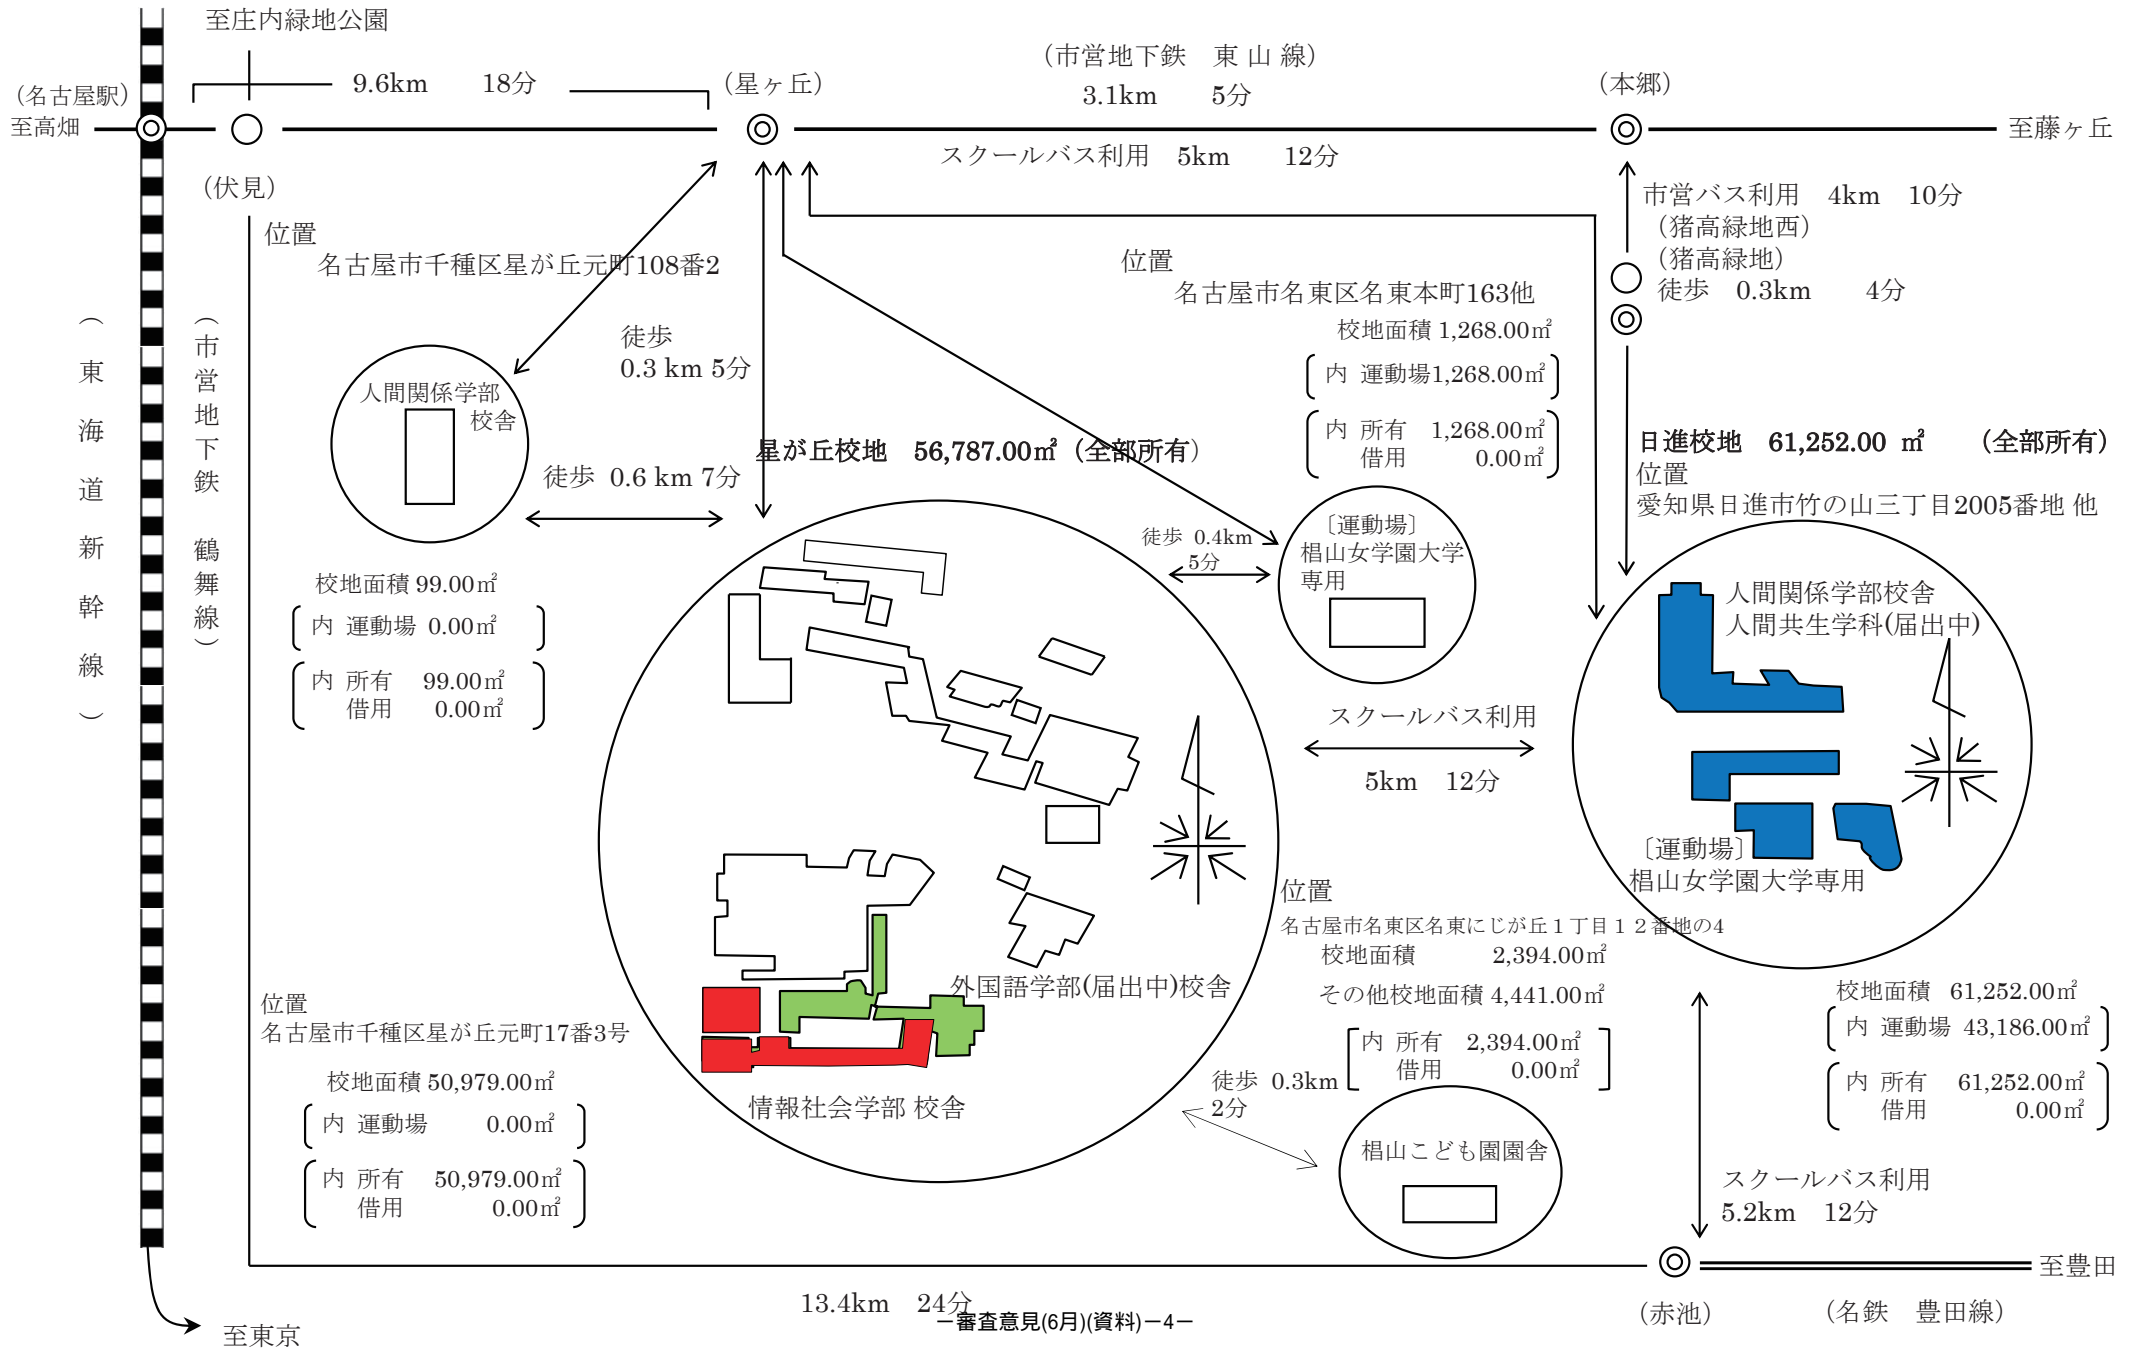 至庄内緑地公園
(名古屋駅)
至高畑
9.6km 18分
(星ヶ丘)
(市営地下鉄 東 山 線)
3.1km 5分
(本郷)
至藤ヶ丘
スクールバス利用 5km 12分
(伏見)
市営バス利用 4km 10分
(猪高緑地西)
(猪高緑地)
徒歩 0.3km 4分
位置
名古屋市千種区星が丘元町108番2
位置
名古屋市名東区名東本町163他
校地面積 1,268.00㎡
内 運動場1,268.00㎡
内 所有 1,268.00㎡
借用 0.00㎡
(東海道新幹線)
(市営地下鉄 鶴舞線)
徒歩
0.3 km 5分
人間関係学部
校舎
徒歩 0.6 km 7分
星が丘校地 56,787.00㎡(全部所有)
日進校地 61,252.00 ㎡ (全部所有)
位置
愛知県日進市竹の山三丁目2005番地 他
徒歩 0.4km
5分
〔運動場〕
椙山女学園大学
専用
校地面積 99.00㎡
内 運動場 0.00㎡
内 所有 99.00㎡
借用 0.00㎡
人間関係学部校舎
人間共生学科(届出中)
スクールバス利用
5km 12分
〔運動場〕
椙山女学園大学専用
位置
名古屋市名東区名東にじが丘1丁目12番地の4
校地面積 2,394.00㎡
その他校地面積 4,441.00㎡
内 所有 2,394.00㎡
借用 0.00㎡
外国語学部(届出中)校舎
校地面積 61,252.00㎡
内 運動場 43,186.00㎡
内 所有 61,252.00㎡
借用 0.00㎡
位置
名古屋市千種区星が丘元町17番3号
校地面積 50,979.00㎡
内 運動場 0.00㎡
内 所有 50,979.00㎡
借用 0.00㎡
情報社会学部 校舎
徒歩 0.3km
2分
椙山こども園園舎
スクールバス利用
5.2km 12分
至豊田
13.4km 24分
(赤池)
(名鉄 豊田線)
至東京
−審査意見(6月)(資料)−4−